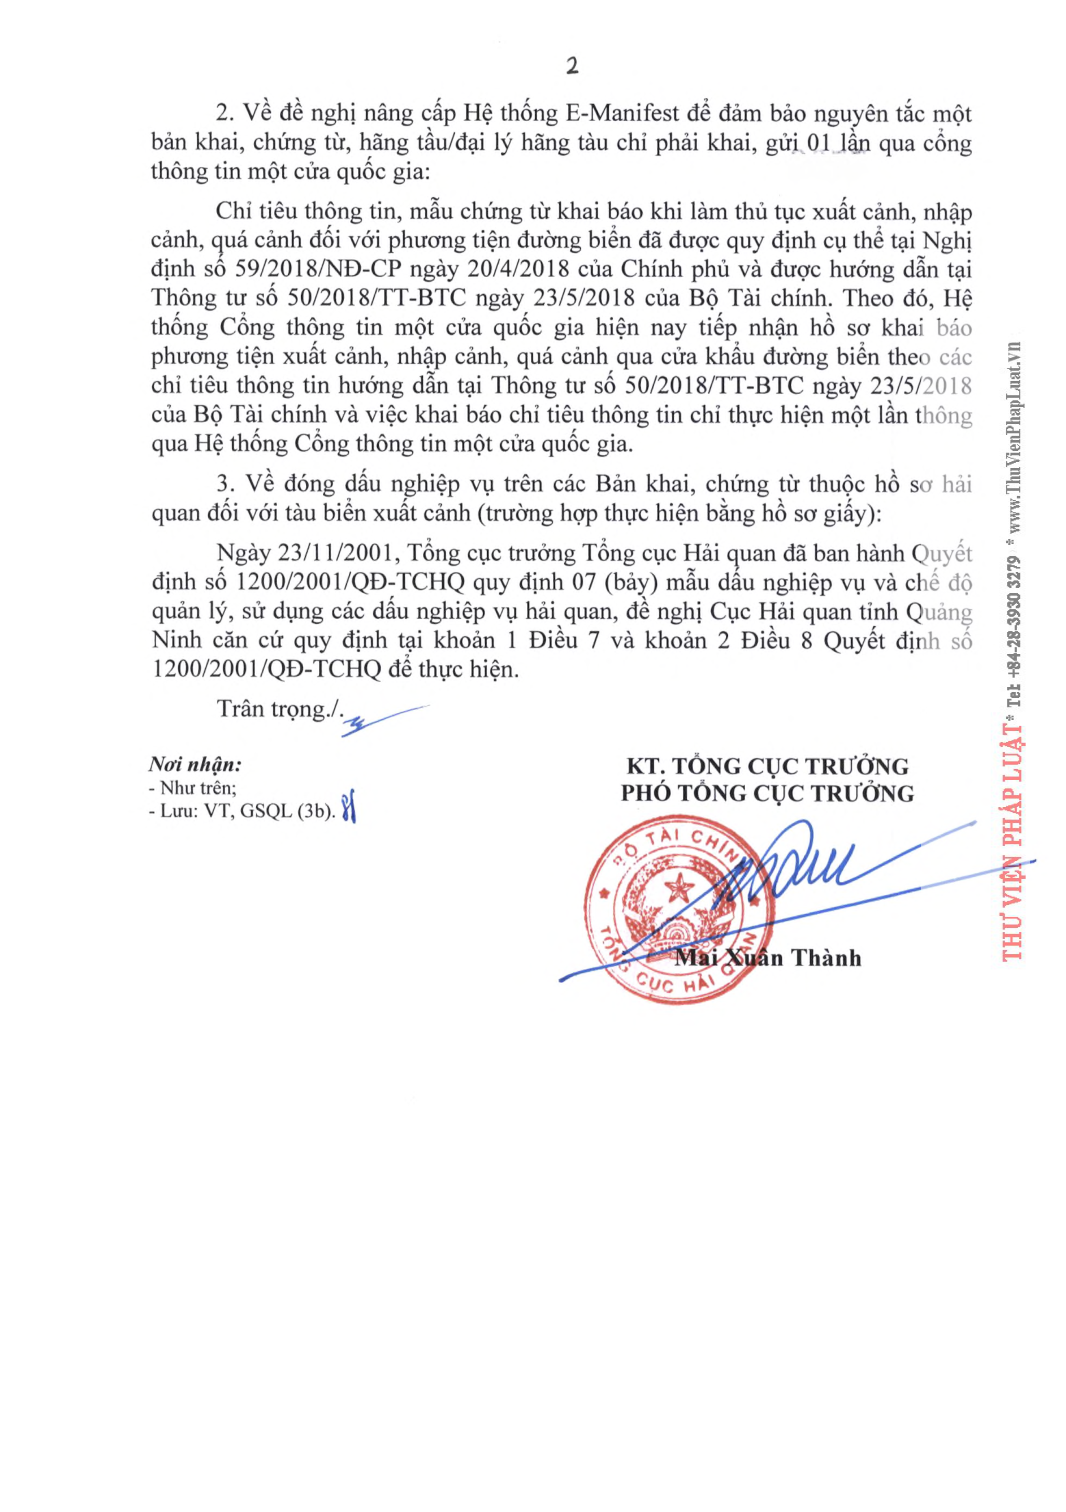 2
2. Về đề nghị nâng cấp Hệ thống E-Manifest để đảm bảo nguyên tắc một
bản khai, chứng từ, hãng tầu/đại lý hãng tàu chỉ phải khai, gửi 01 lần qua cổng
thông tin một cửa quốc gia:
Chỉ tiêu thông tin, mẫu chứng từ khai báo khi làm thủ tục xuất cảnh, nhập
cảnh, quá cảnh đối với phương tiện đường biển đã được quy định cụ thể tại Nghị
định số 59/2018/NĐ-CP ngày 20/4/2018 của Chính phủ và được hướng dẫn tại
Thông tư số 50/2018/TT-BTC ngày 23/5/2018 của Bộ Tài chính. Theo đó, Hệ
thống Cổng thông tin một cửa quốc gia hiện nay tiếp nhận hồ sơ khai báo
phương tiện xuất cảnh, nhập cảnh, quá cảnh qua cửa khẩu đường biển theo các
chỉ tiêu thông tin hướng dẫn tại Thông tư số 50/2018/TT-BTC ngày 23/5/2018
của Bộ Tài chính và việc khai báo chỉ tiêu thông tin chỉ thực hiện một lần thông
qua Hệ thống Cổng thông tin một cửa quốc gia.
3. Về đóng dấu nghiệp vụ trên các Bản khai, chứng từ thuộc hồ sơ hải
quan đối với tàu biển xuất cảnh (trường hợp thực hiện bằng hồ sơ giấy):
Ngày 23/11/2001, Tổng cục trưởng Tổng cục Hải quan đã ban hành Quyết
định số 1200/2001/QĐ-TCHQ quy định 07 (bảy) mẫu dấu nghiệp vụ và chế độ
quản lý, sử dụng các dấu nghiệp vụ hải quan, đề nghị Cục Hải quan tỉnh Quảng
Ninh căn cứ quy định tại khoản 1 Điều 7 và khoản 2 Điều 8 Quyết định số
1200/2001/QĐ-TCHQ để thực hiện.
Trân trọng./.
Nơi nhận:
- Như trên;
- Lưu: VT, GSQL (3b).
KT. TỔNG CỤC TRƯỞNG
PHÓ TỔNG CỤC TRƯỞNG
BỘ TÀI CHÍNH
TỔNG CỤC HẢI QUAN
Mai Xuân Thành
THƯ VIỆN PHÁP LUẬT * Tel: +84-28-3930 3279 * www.ThuVienPhapLuat.vn